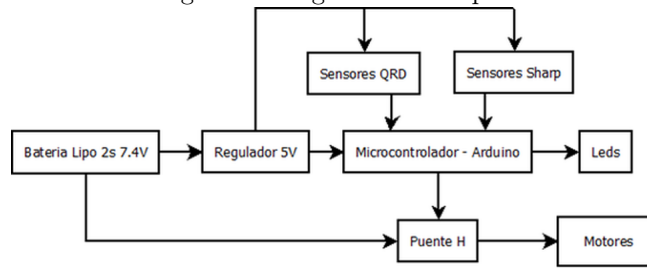 Sensores QRD
Sensores Sharp
Bateria Lipo 2s 7.4V
Regulador 5V
Microcontrolador - Arduino
Leds
Puente H
Motores